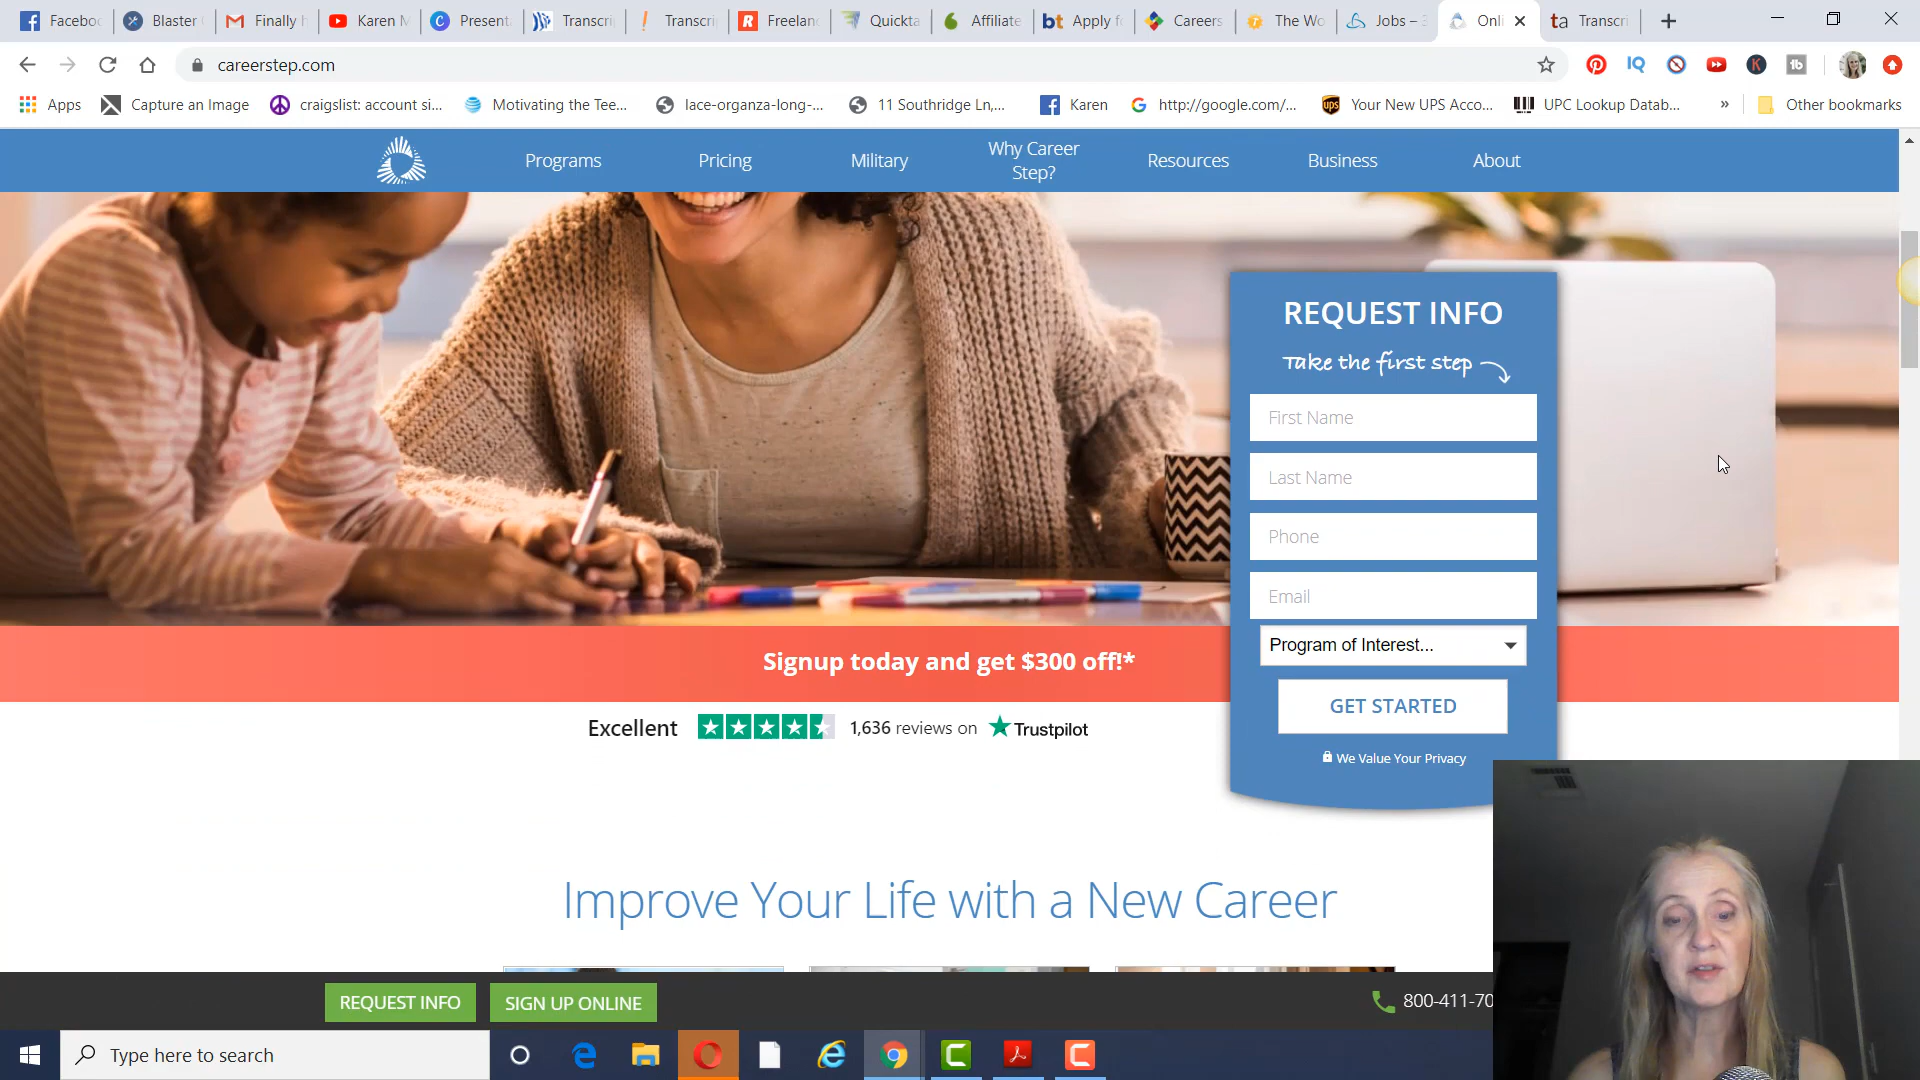 Facebo
Blaster
Finally h
Karen M
Present
Transcri
Transcri
Freelan
Quickta
Affiliate
Apply f
Careers
The Wo
Jobs – 3
Onli
Transcri
careerstep.com
Apps
Capture an Image
craigslist: account si...
Motivating the Tee...
lace-organza-long-...
11 Southridge Ln,...
Karen
http://google.com/...
Your New UPS Acco...
UPC Lookup Datab...
»
Other bookmarks
Programs
Pricing
Military
Why Career
Step?
Resources
Business
About
REQUEST INFO
Take the first step
First Name
Last Name
Phone
Email
Program of Interest...
GET STARTED
We Value Your Privacy
Signup today and get $300 off!*
Excellent
1,636 reviews on
Trustpilot
Improve Your Life with a New Career
REQUEST INFO
SIGN UP ONLINE
800-411-70
Type here to search